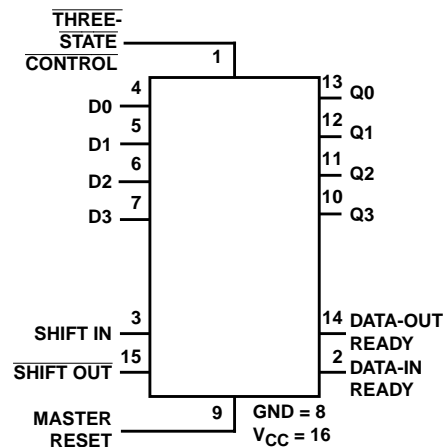 THREE-
STATE
CONTROL
1
4
D0
5
D1
6
D2
7
D3
13
Q0
12
Q1
11
Q2
10
Q3
3
SHIFT IN
15
SHIFT OUT
14
DATA-OUT
READY
2
DATA-IN
READY
MASTER
RESET
9
GND = 8
VCC = 16